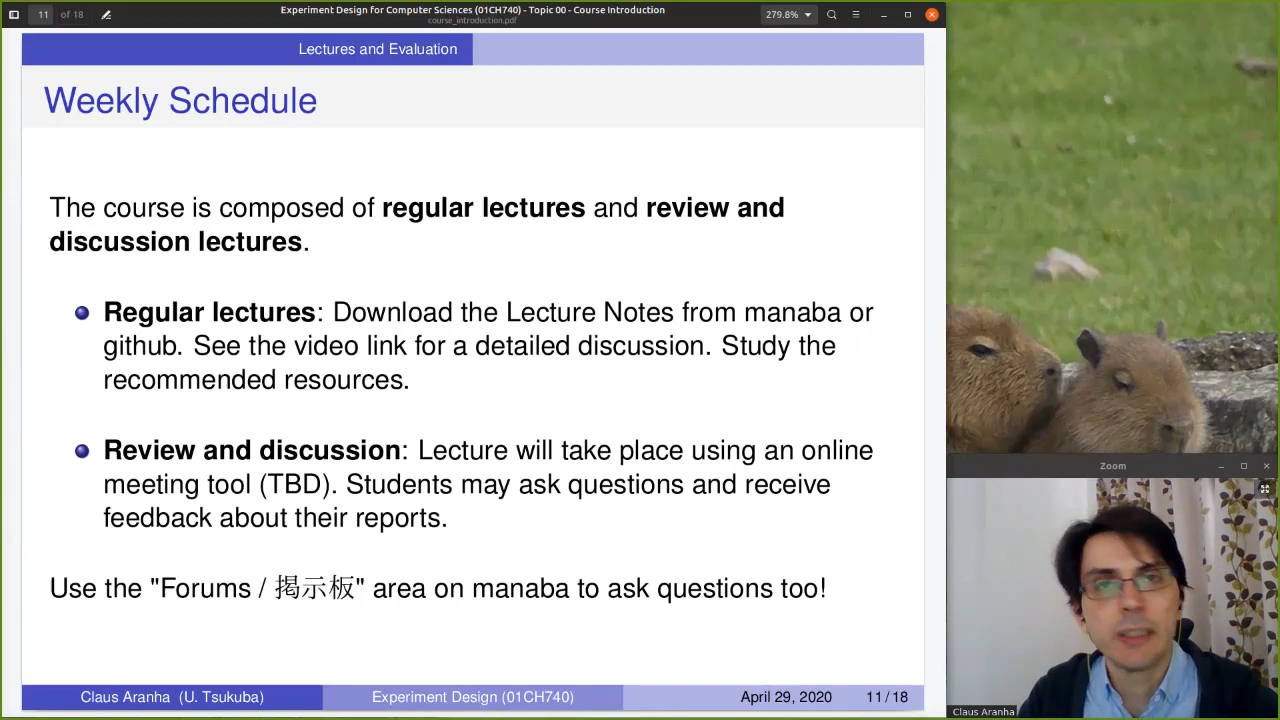 11 of 18
Experiment Design for Computer Sciences (01CH740) - Topic 00 - Course Introduction
course_introduction.pdf
279.8%
Lectures and Evaluation
Weekly Schedule
The course is composed of regular lectures and review and
discussion lectures.
Regular lectures: Download the Lecture Notes from manaba or
github. See the video link for a detailed discussion. Study the
recommended resources.
Review and discussion: Lecture will take place using an online
meeting tool (TBD). Students may ask questions and receive
feedback about their reports.
Use the "Forums / 掲示板" area on manaba to ask questions too!
Claus Aranha (U. Tsukuba)
Experiment Design (01CH740)
April 29, 2020
11 / 18
Zoom
Claus Aranha